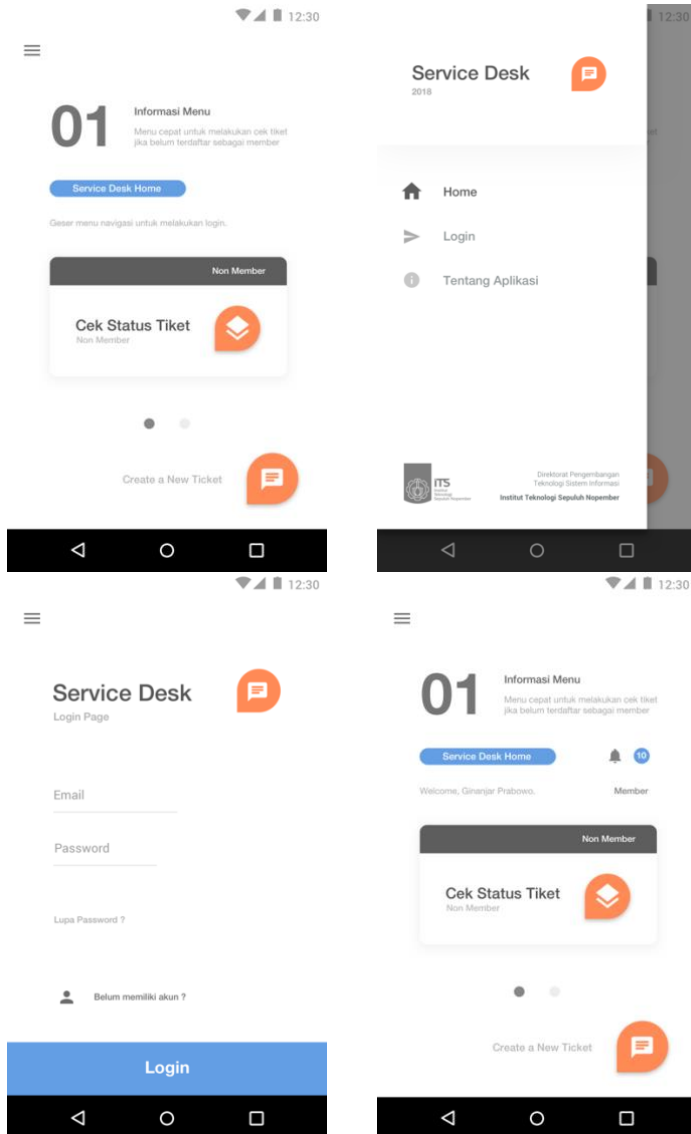 12:30
01
Informasi Menu
Menu cepat untuk melakukan cek tiket
jika belum terdaftar sebagai member
Service Desk Home
Geser menu navigasi untuk melakukan login.
Non Member
Cek Status Tiket
Non Member
Create a New Ticket
12:30
Service Desk
2018
Home
Login
Tentang Aplikasi
ITS
Institut
Teknologi
Sepuluh Nopember
Direktorat Pengembangan
Teknologi Sistem Informasi
Institut Teknologi Sepuluh Nopember
12:30
Service Desk
Login Page
Email
Password
Lupa Password ?
Belum memiliki akun ?
Login
12:30
01
Informasi Menu
Menu cepat untuk melakukan cek tiket
jika belum terdaftar sebagai member
Service Desk Home
10
Welcome, Ginanjar Prabowo.
Member
Non Member
Cek Status Tiket
Non Member
Create a New Ticket